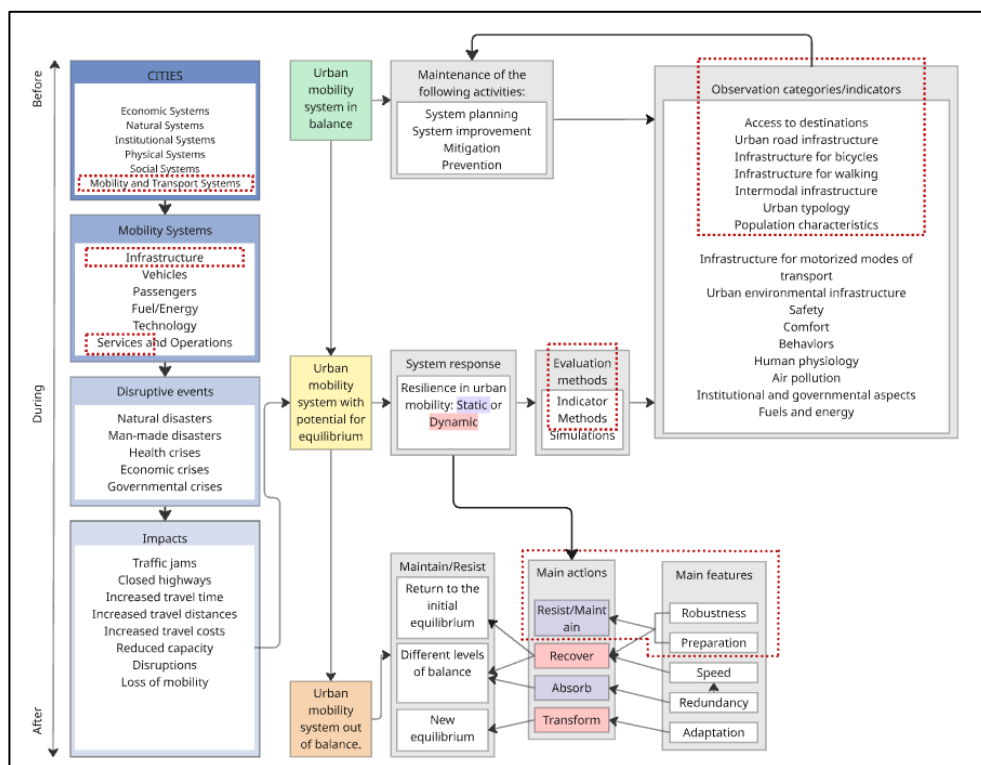 Before
During
After
CITIES
Economic Systems
Natural Systems
Institutional Systems
Physical Systems
Social Systems
Mobility and Transport Systems
Mobility Systems
Infrastructure
Vehicles
Passengers
Fuel/Energy
Technology
Services and Operations
Disruptive events
Natural disasters
Man-made disasters
Health crises
Economic crises
Governmental crises
Impacts
Traffic jams
Closed highways
Increased travel time
Increased travel distances
Increased travel costs
Reduced capacity
Disruptions
Loss of mobility
Urban
mobility
system in
balance
Urban
mobility
system with
potential for
equilibrium
Urban
mobility
system out
of balance.
Maintenance of the
following activities:
System planning
System improvement
Mitigation
Prevention
System response
Resilience in urban
mobility: Static or
Dynamic
Evaluation
methods
Indicator
Methods
Simulations
Observation categories/indicators
Access to destinations
Urban road infrastructure
Infrastructure for bicycles
Infrastructure for walking
Intermodal infrastructure
Urban typology
Population characteristics
Infrastructure for motorized modes of
transport
Urban environmental infrastructure
Safety
Comfort
Behaviors
Human physiology
Air pollution
Institutional and governmental aspects
Fuels and energy
Maintain/Resist
Return to the
initial
equilibrium
Different levels
of balance
New
equilibrium
Main actions
Resist/Maint
ain
Recover
Absorb
Transform
Main features
Robustness
Preparation
Speed
Redundancy
Adaptation